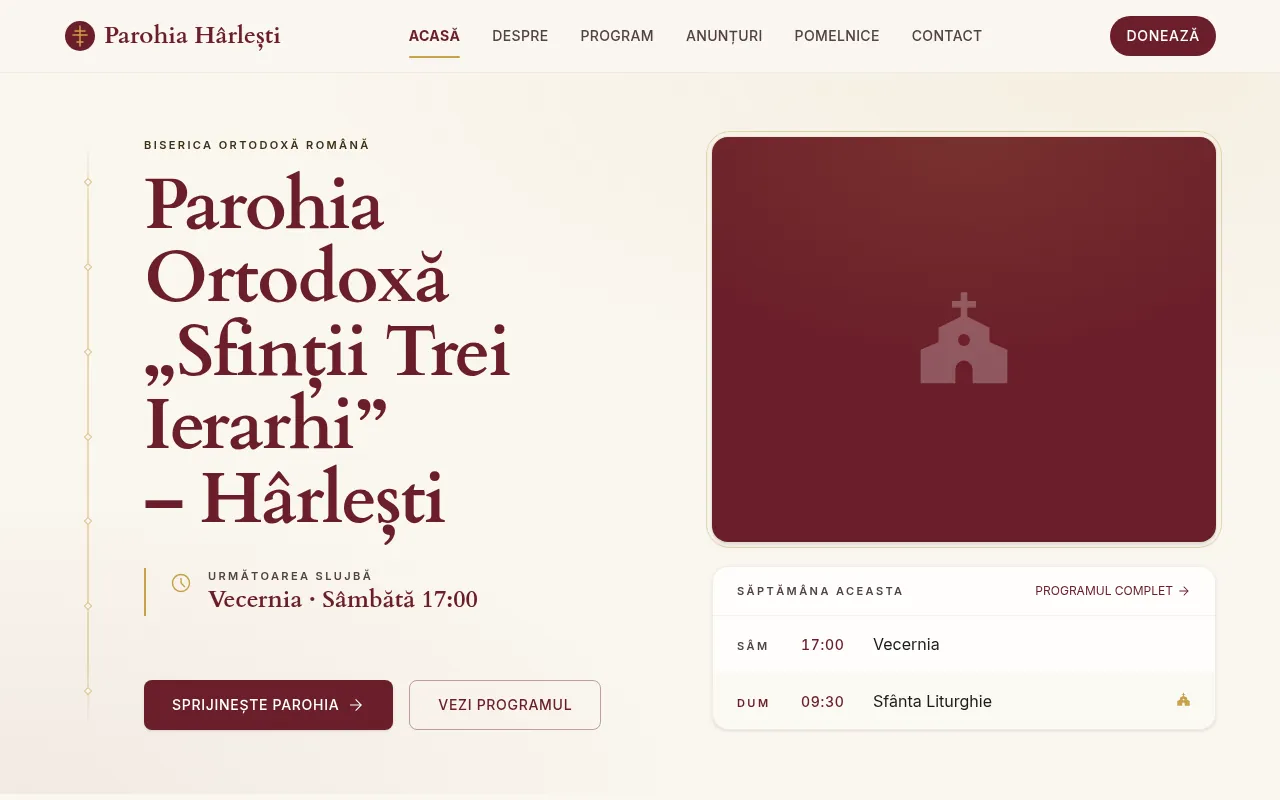 Parohia Hârlești
ACASĂ
DESPRE
PROGRAM
ANUNȚURI
POMELNICE
CONTACT
DONEAZĂ
BISERICA ORTODOXĂ ROMÂNĂ
Parohia
Ortodoxă
„Sfinții Trei
Ierarhi”
– Hârlești
URMĂTOAREA SLUJBĂ
Vecernia · Sâmbătă 17:00
SPRIJINEȘTE PAROHIA →
VEZI PROGRAMUL
SĂPTĂMÂNA ACEASTA
PROGRAMUL COMPLET →
SÂM 17:00 Vecernia
DUM 09:30 Sfânta Liturghie